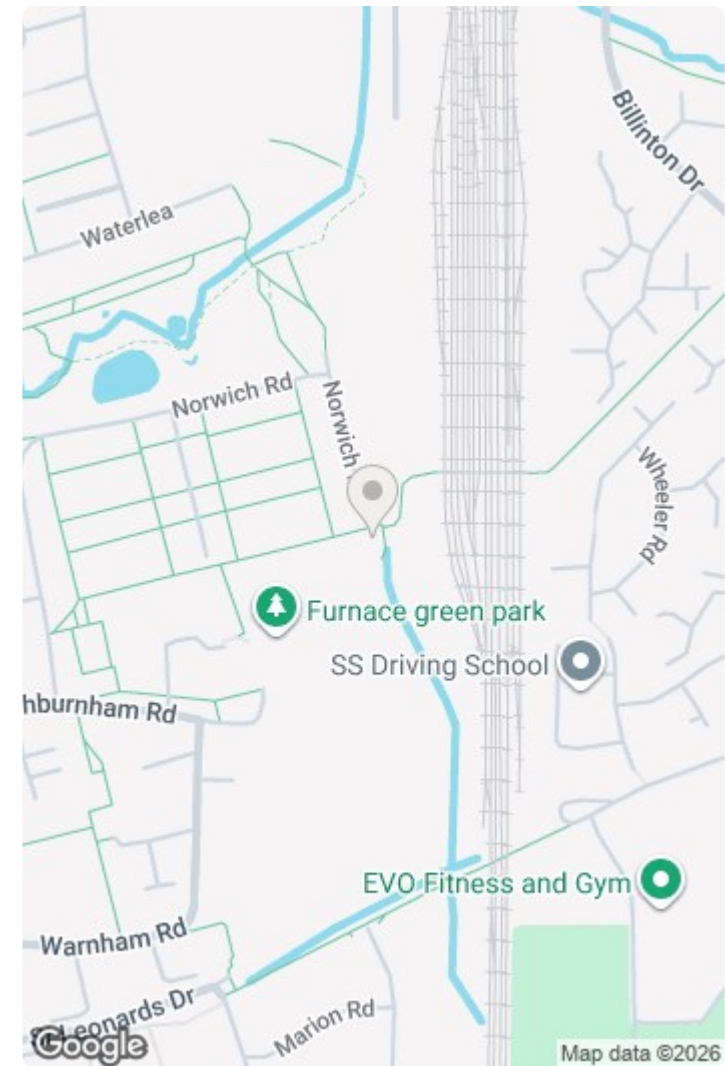 Billinton Dr
Waterlea
Norwich Rd
Norwich
Wheeler Rd
Furnace green park
SS Driving School
hburnham Rd
EVO Fitness and Gym
Warnham Rd
St Leonards Dr
Marion Rd
Google
Map data ©2026